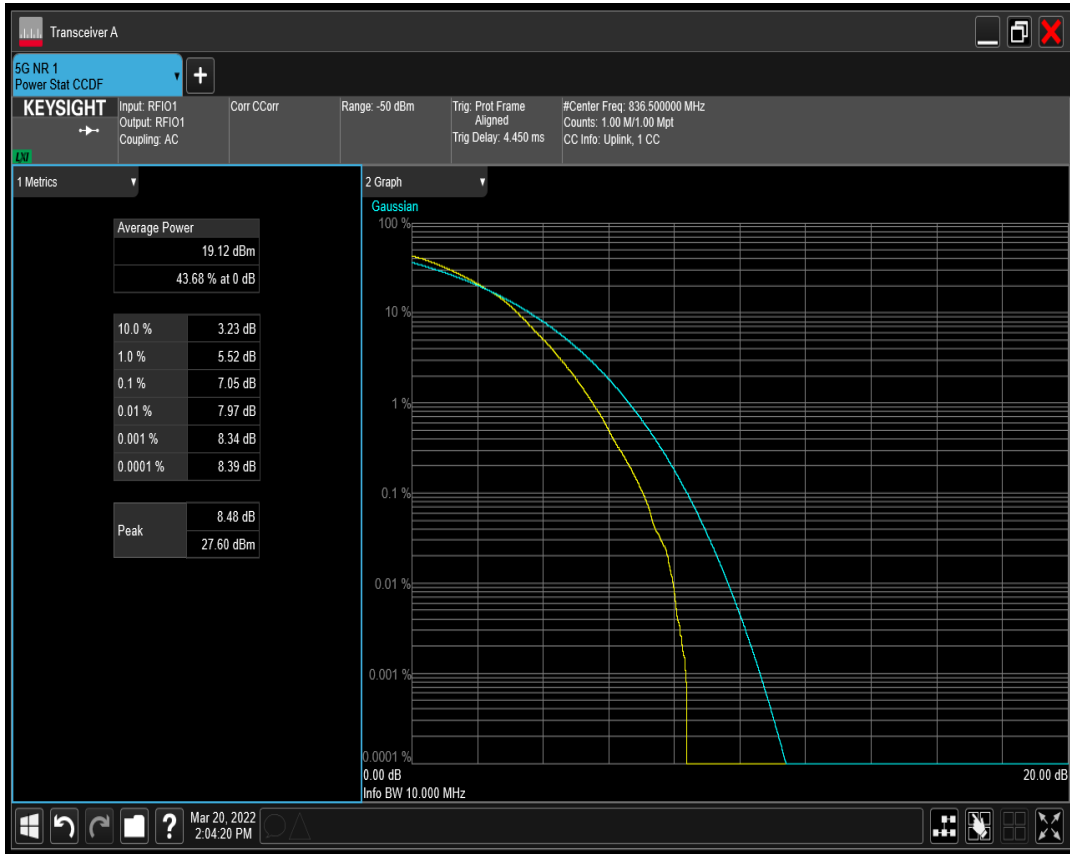 Transceiver A
5G NR 1
Power Stat CCDF
+
KEYSIGHT
LXI
Input: RFIO1
Output: RFIO1
Coupling: AC
Corr CCorr
Range: -50 dBm
Trig: Prot Frame
Aligned
Trig Delay: 4.450 ms
#Center Freq: 836.500000 MHz
Counts: 1.00 M/1.00 Mpt
CC Info: Uplink, 1 CC
1 Metrics
Average Power
19.12 dBm
43.68 % at 0 dB
10.0 % 3.23 dB
1.0 % 5.52 dB
0.1 % 7.05 dB
0.01 % 7.97 dB
0.001 % 8.34 dB
0.0001 % 8.39 dB
Peak
8.48 dB
27.60 dBm
2 Graph
Gaussian
100 %
10 %
1 %
0.1 %
0.01 %
0.001 %
0.0001 %
0.00 dB 20.00 dB
Info BW 10.000 MHz
?
Mar 20, 2022
2:04:20 PM